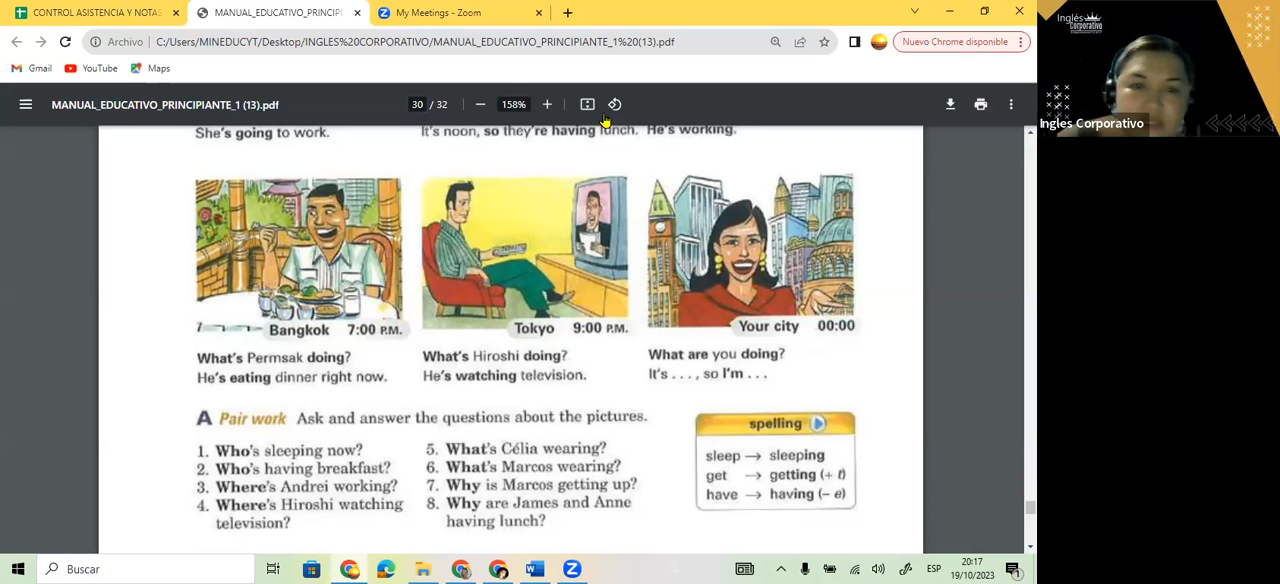 CONTROL ASISTENCIA Y NOTAS
MANUAL_EDUCATIVO_PRINCIPI
My Meetings - Zoom
Archivo
C:/Users/MINEDUCYT/Desktop/INGLES%20CORPORATIVO/MANUAL_EDUCATIVO_PRINCIPIANTE_1%20(13).pdf
Nuevo Chrome disponible
Gmail
YouTube
Maps
MANUAL_EDUCATIVO_PRINCIPIANTE_1 (13).pdf
30 / 32
158%
She's going to work.
It's noon, so they're having lunch.
He's working.
Bangkok 7:00 P.M.
Tokyo 9:00 P.M.
Your city 00:00
What's Permsak doing?
He's eating dinner right now.
What's Hiroshi doing?
He's watching television.
What are you doing?
It's . . . , so I'm . . .
A Pair work Ask and answer the questions about the pictures.
1. Who's sleeping now?
2. Who's having breakfast?
3. Where's Andrei working?
4. Where's Hiroshi watching
television?
5. What's Célia wearing?
6. What's Marcos wearing?
7. Why is Marcos getting up?
8. Why are James and Anne
having lunch?
spelling
sleep → sleeping
get → getting (+ t)
have → having (– e)
Buscar
ESP
20:17
19/10/2023
1
Inglés
Corporativo
Ingles Corporativo